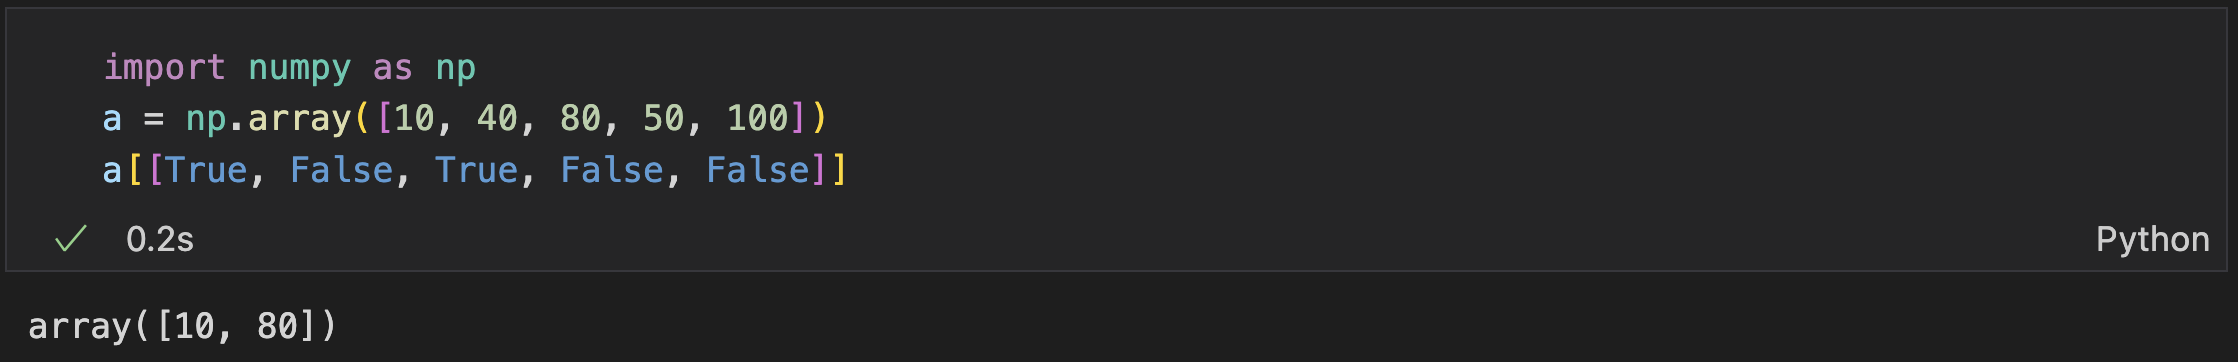 import numpy as np
a = np.array([10, 40, 80, 50, 100])
a[[True, False, True, False, False]]
0.2s
Python
array([10, 80])